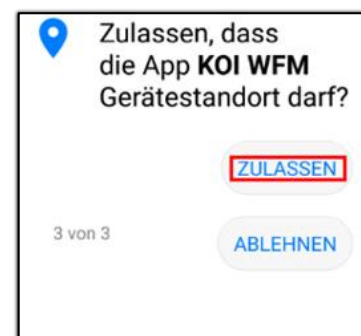 Zulassen, dass
die App KOI WFM
Gerätestandort darf?
ZULASSEN
3 von 3
ABLEHNEN